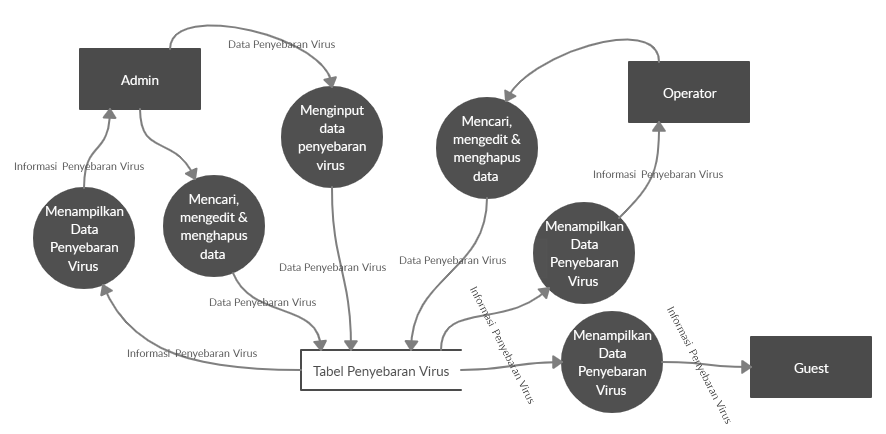 Data Penyebaran Virus
Admin
Operator
Menginput
data
penyebaran
virus
Mencari,
mengedit &
menghapus
data
Informasi Penyebaran Virus
Informasi Penyebaran Virus
Menampilkan
Data
Penyebaran
Virus
Mencari,
mengedit &
menghapus
data
Menampilkan
Data
Penyebaran
Virus
Data Penyebaran Virus
Data Penyebaran Virus
Data Penyebaran Virus
Informasi Penyebaran Virus
Informasi Penyebaran Virus
Informasi Penyebaran Virus
Tabel Penyebaran Virus
Menampilkan
Data
Penyebaran
Virus
Guest